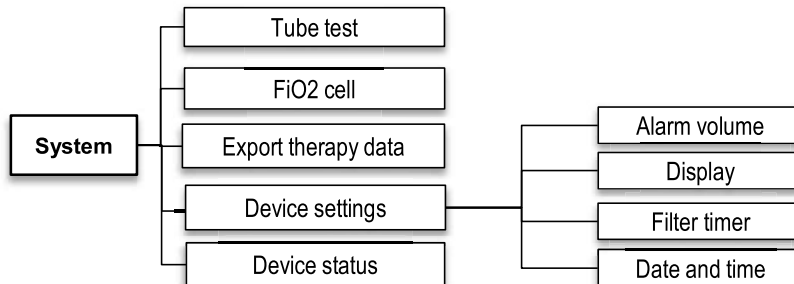 Tube test
FiO2 cell
System
Export therapy data
Device settings
Device status
Alarm volume
Display
Filter timer
Date and time